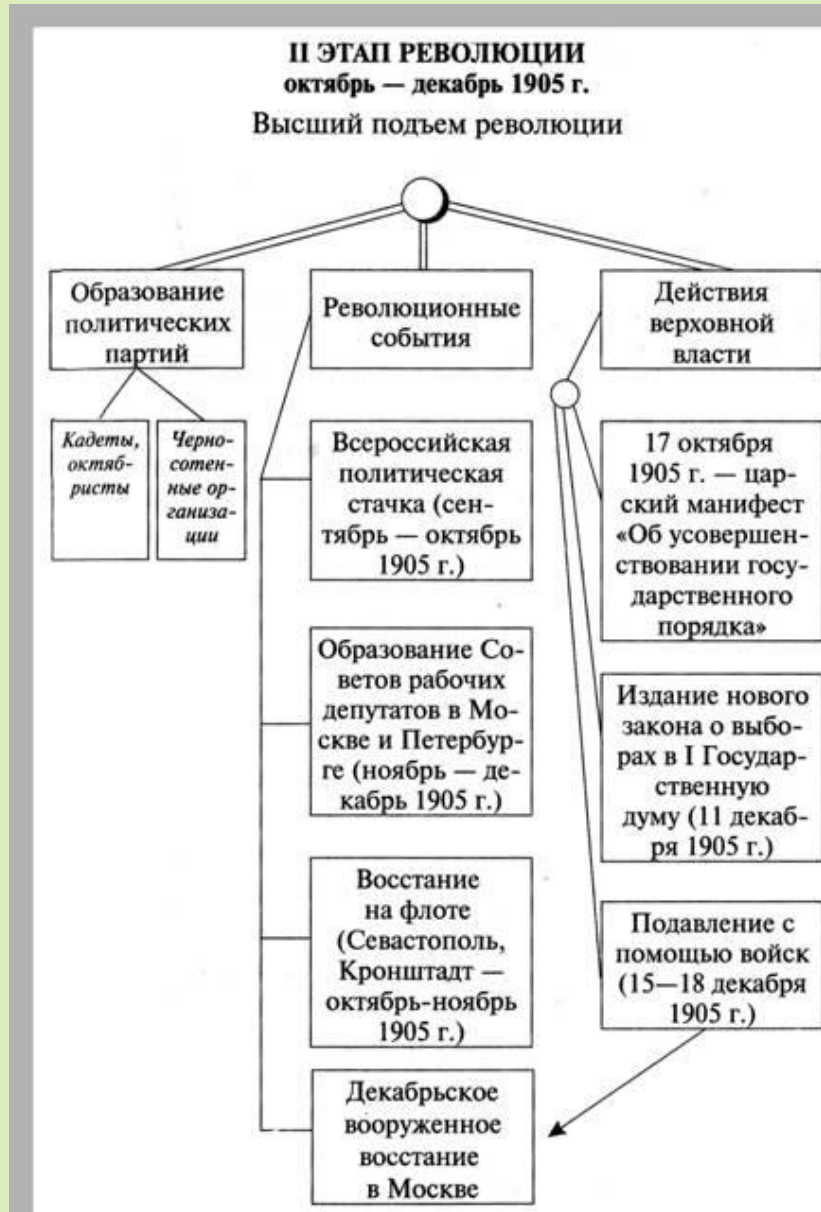 II ЭТАП РЕВОЛЮЦИИ
октябрь — декабрь 1905 г.
Высший подъем революции
Образование
политических
партий
Революционные
события
Действия
верховной
власти
Кадеты,
октяб-
ристы
Черно-
сотен-
ные ор-
ганиза-
ции
Всероссийская
политическая
стачка (сен-
тябрь — октябрь
1905 г.)
17 октября
1905 г. — цар-
ский манифест
«Об усовершен-
ствовании госу-
дарственного
порядка»
Образование Со-
ветов рабочих
депутатов в Мо-
скве и Петербур-
ге (ноябрь — де-
кабрь 1905 г.)
Издание нового
закона о выбо-
рах в I Государ-
ственную
думу (11 декаб-
ря 1905 г.)
Восстание
на флоте
(Севастополь,
Кронштадт —
октябрь-ноябрь
1905 г.)
Подавление с
помощью войск
(15—18 декабря
1905 г.)
Декабрьское
вооруженное
восстание
в Москве